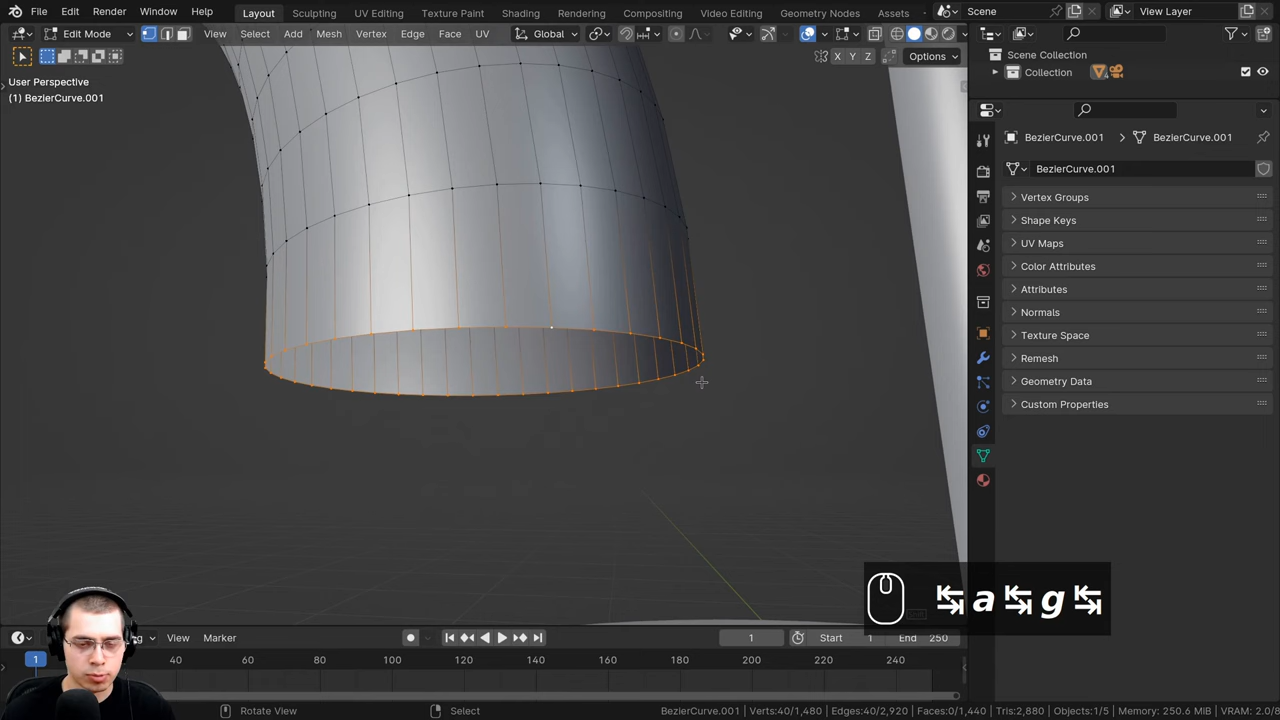 File Edit Render Window Help Layout Sculpting UV Editing Texture Paint Shading Rendering Compositing Video Editing Geometry Nodes Assets Scene View Layer
Edit Mode View Select Add Mesh Vertex Edge Face UV Global
X Y Z Options
User Perspective
(1) BezierCurve.001
Scene Collection
Collection
BezierCurve.001 BezierCurve.001
BezierCurve.001
Vertex Groups
Shape Keys
UV Maps
Color Attributes
Attributes
Normals
Texture Space
Remesh
Geometry Data
Custom Properties
a g
View Marker 1 Start 1 End 250
1 40 60 80 100 120 140 160 180 200 220 240
Rotate View Select BezierCurve.001 Verts:40/1,480 Edges:40/2,920 Faces:0/1,440 Tris:2,880 Objects:1/5 Memory: 250.6 MiB VRAM: 2.0/8